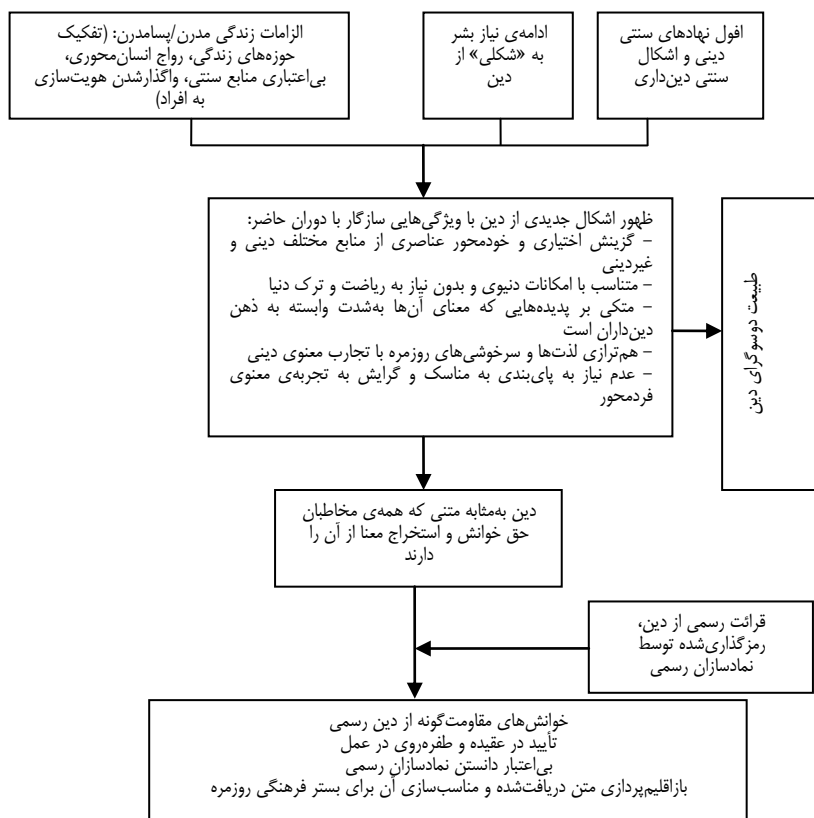 افول نهادهای سنتی
دینی و اشکال
سنتی دین‌داری
ادامه‌ی نیاز بشر
به «شکلی» از
دین
الزامات زندگی مدرن/پسامدرن: (تفکیک
حوزه‌های زندگی، رواج انسان‌محوری،
بی‌اعتباری منابع سنتی، واگذارشدن هویت‌سازی
به افراد)
ظهور اشکال جدیدی از دین با ویژگی‌هایی سازگار با دوران حاضر:
– گزینش اختیاری و خودمحور عناصری از منابع مختلف دینی و
غیردینی
– متناسب با امکانات دنیوی و بدون نیاز به ریاضت و ترک دنیا
– متکی بر پدیده‌هایی که معنای آن‌ها به‌شدت وابسته به ذهن
دین‌داران است
– هم‌ترازی لذت‌ها و سرخوشی‌های روزمره با تجارب معنوی دینی
– عدم نیاز به پای‌بندی به مناسک و گرایش به تجربه‌ی معنوی
فردمحور
طبیعت دوسوگرای دین
دین به‌مثابه متنی که همه‌ی مخاطبان
حق خوانش و استخراج معنا از آن را
دارند
قرائت رسمی از دین،
رمزگذاری‌شده توسط
نمادسازان رسمی
خوانش‌های مقاومت‌گونه از دین رسمی
تأیید در عقیده و طفره‌روی در عمل
بی‌اعتبار دانستن نمادسازان رسمی
بازاقلیم‌پردازی متن دریافت‌شده و مناسب‌سازی آن برای بستر فرهنگی روزمره